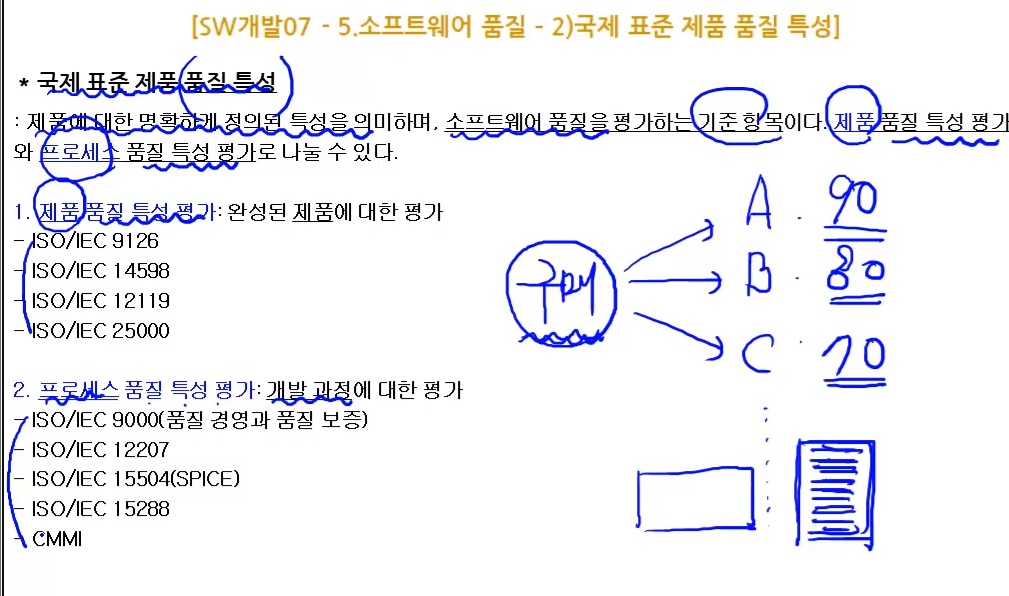 [SW개발07 - 5.소프트웨어 품질 - 2)국제 표준 제품 품질 특성]
* 국제 표준 제품 품질 특성
: 제품에 대한 명확하게 정의된 특성을 의미하며, 소프트웨어 품질을 평가하는 기준 항목이다. 제품 품질 특성 평가
와 프로세스 품질 특성 평가로 나눌 수 있다.
1. 제품 품질 특성 평가: 완성된 제품에 대한 평가
- ISO/IEC 9126
- ISO/IEC 14598
- ISO/IEC 12119
- ISO/IEC 25000
2. 프로세스 품질 특성 평가: 개발 과정에 대한 평가
- ISO/IEC 9000(품질 경영과 품질 보증)
- ISO/IEC 12207
- ISO/IEC 15504(SPICE)
- ISO/IEC 15288
- CMMI
구매
A . 90
B . 80
C . 70